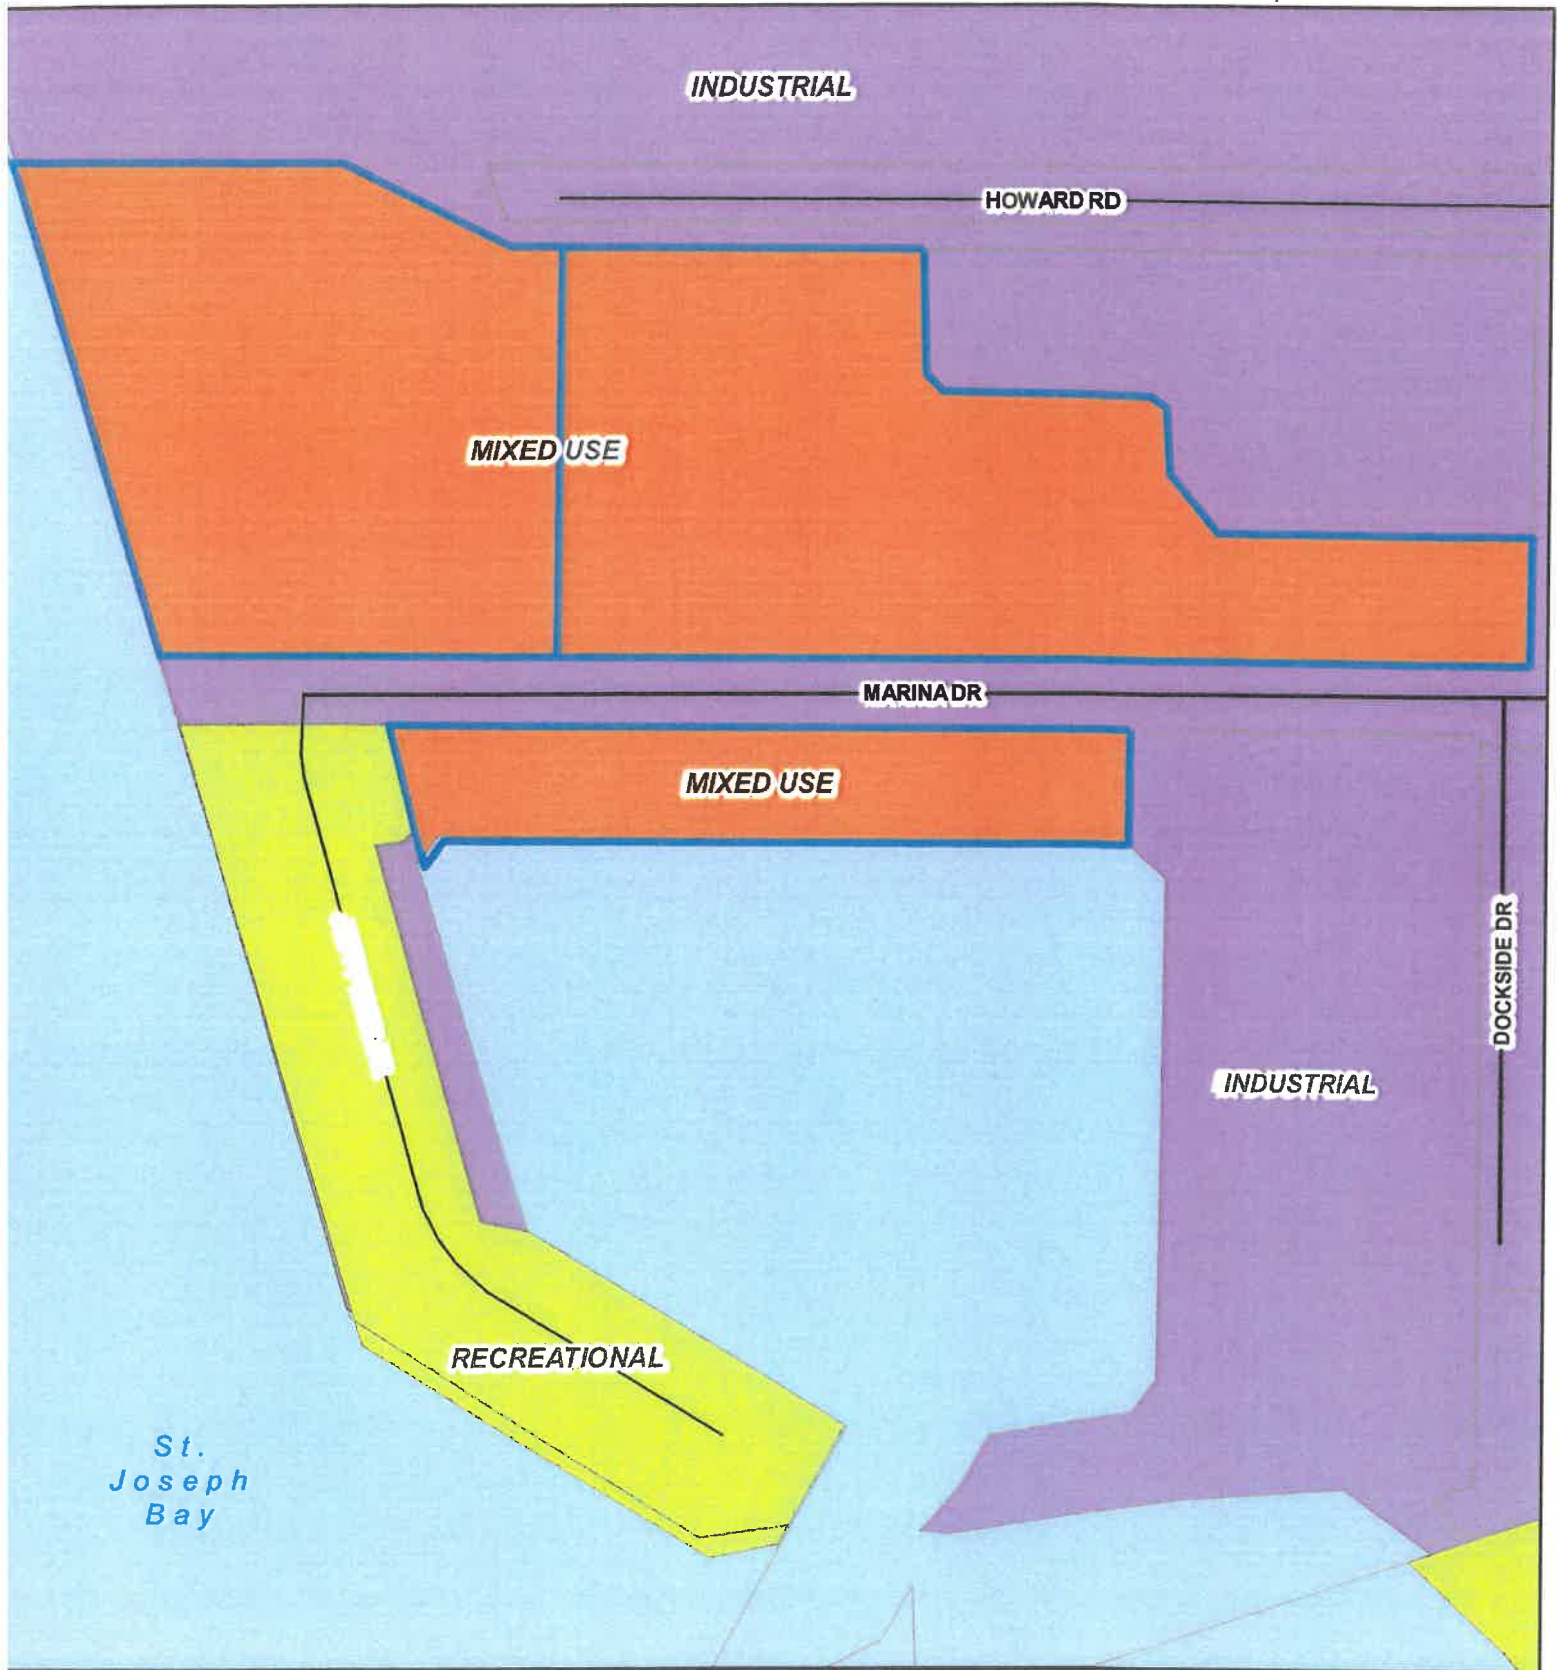 INDUSTRIAL
HOWARD RD
MIXED USE
MARINA DR
MIXED USE
DOCKSIDE DR
INDUSTRIAL
RECREATIONAL
St.
Joseph
Bay